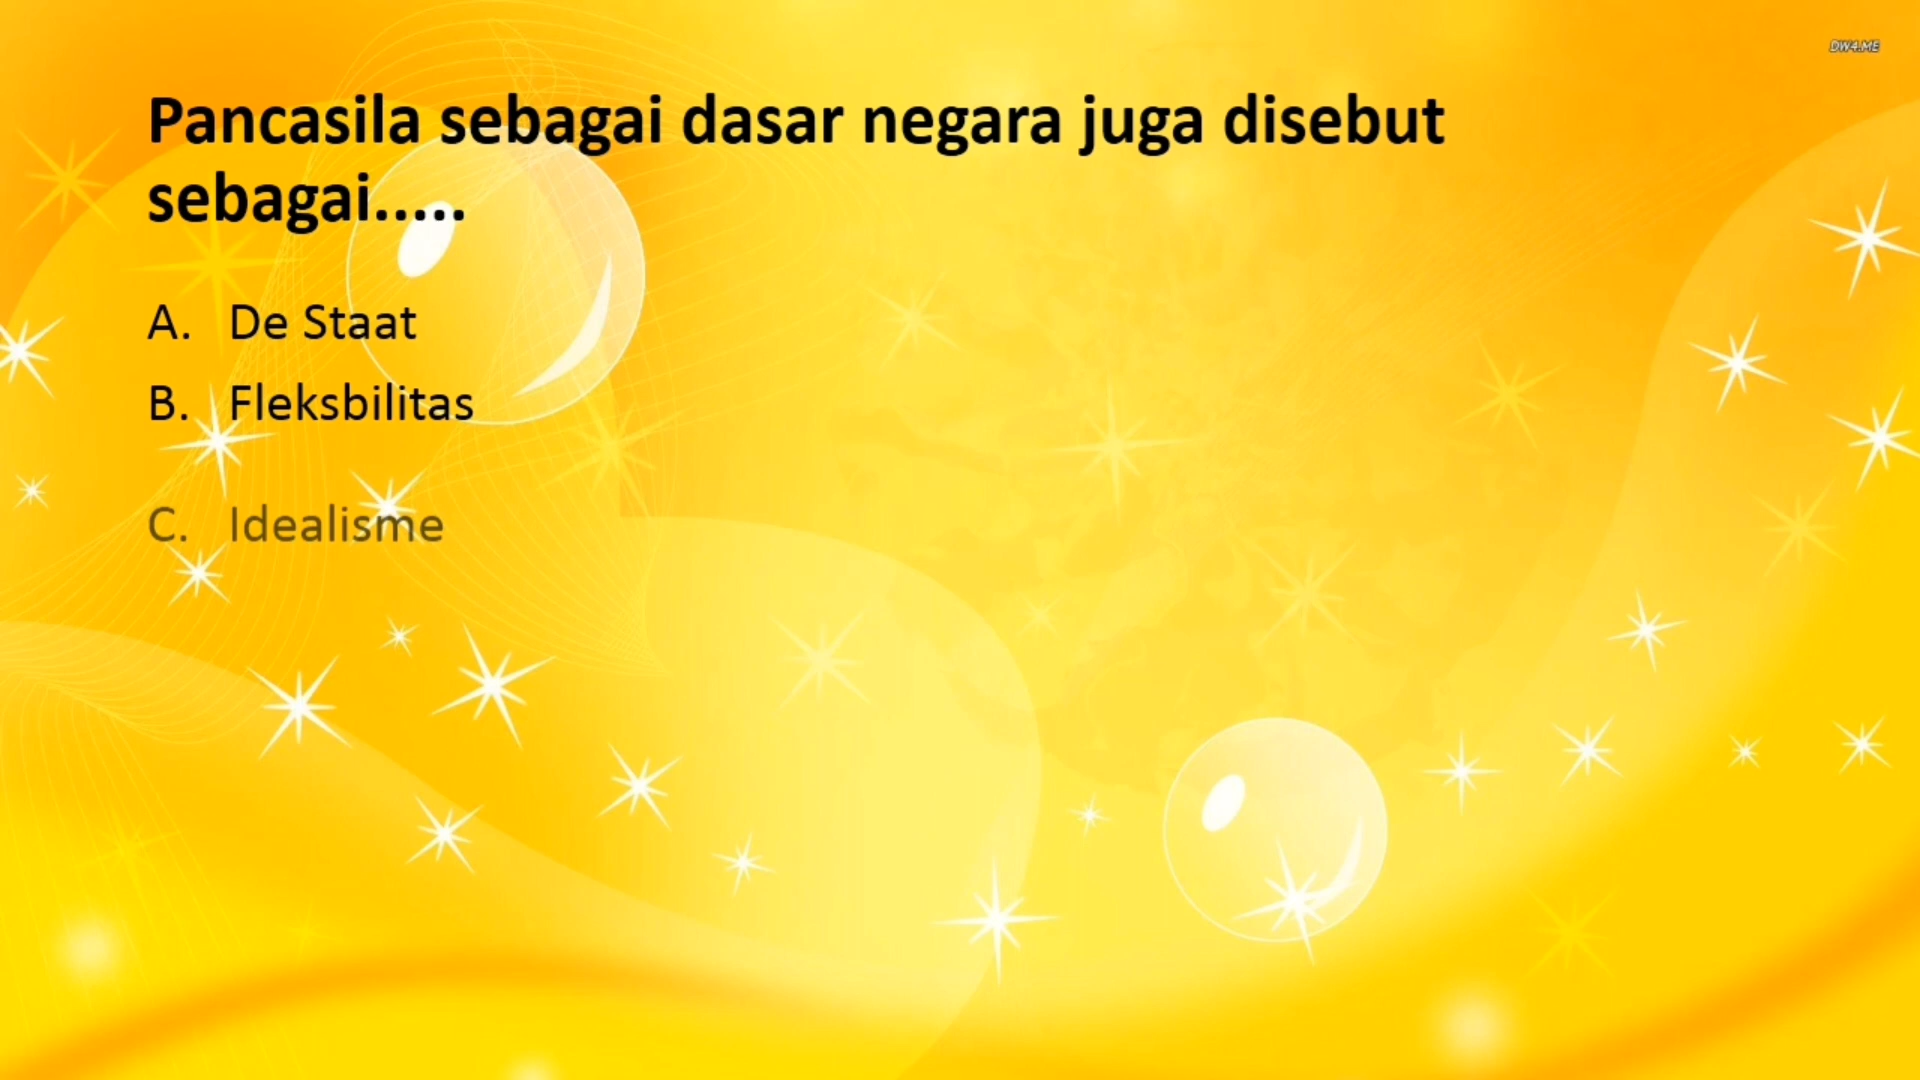 DW4.ME
Pancasila sebagai dasar negara juga disebut
sebagai.....
A. De Staat
B. Fleksbilitas
C. Idealisme